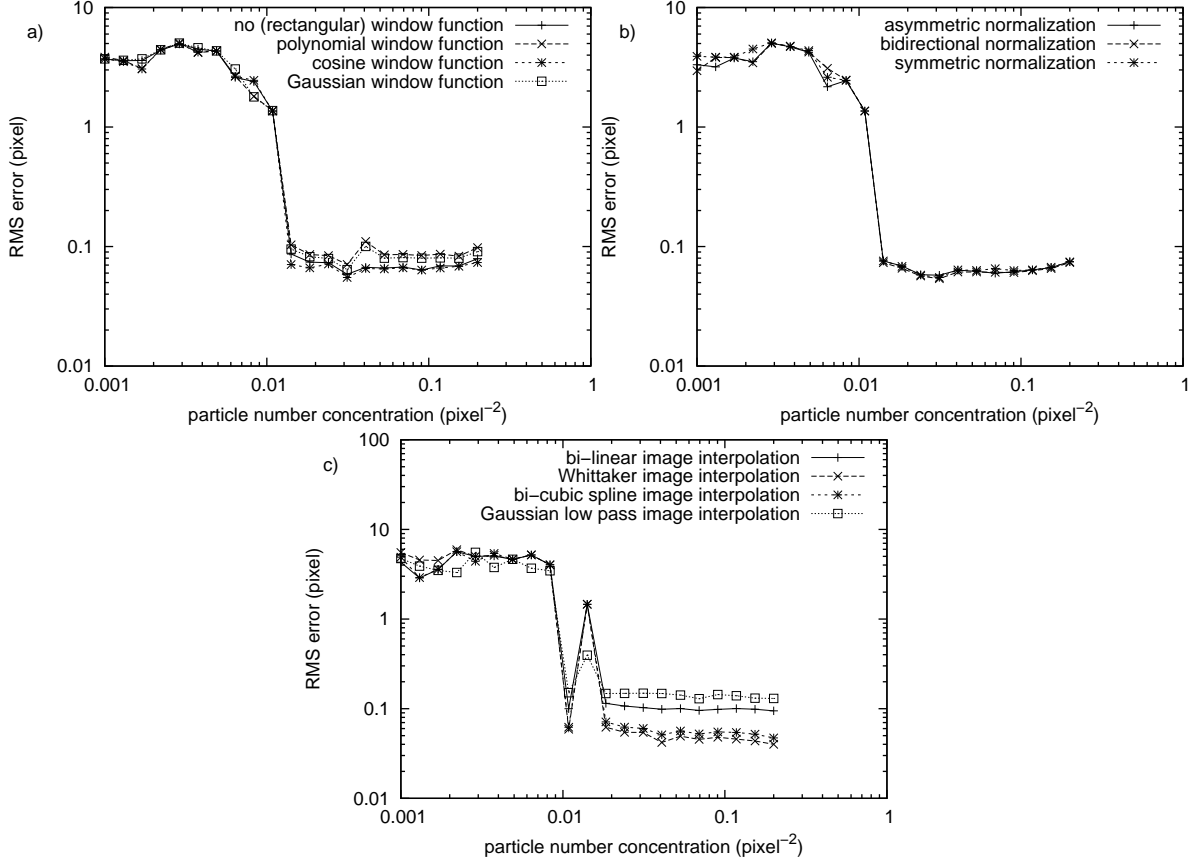 a)
no (rectangular) window function
polynomial window function
cosine window function
Gaussian window function
10
1
0.1
0.01
RMS error (pixel)
0.001
0.01
0.1
1
particle number concentration (pixel−2)
b)
asymmetric normalization
bidirectional normalization
symmetric normalization
10
1
0.1
0.01
RMS error (pixel)
0.001
0.01
0.1
1
particle number concentration (pixel−2)
c)
bi−linear image interpolation
Whittaker image interpolation
bi−cubic spline image interpolation
Gaussian low pass image interpolation
100
10
1
0.1
0.01
RMS error (pixel)
0.001
0.01
0.1
1
particle number concentration (pixel−2)